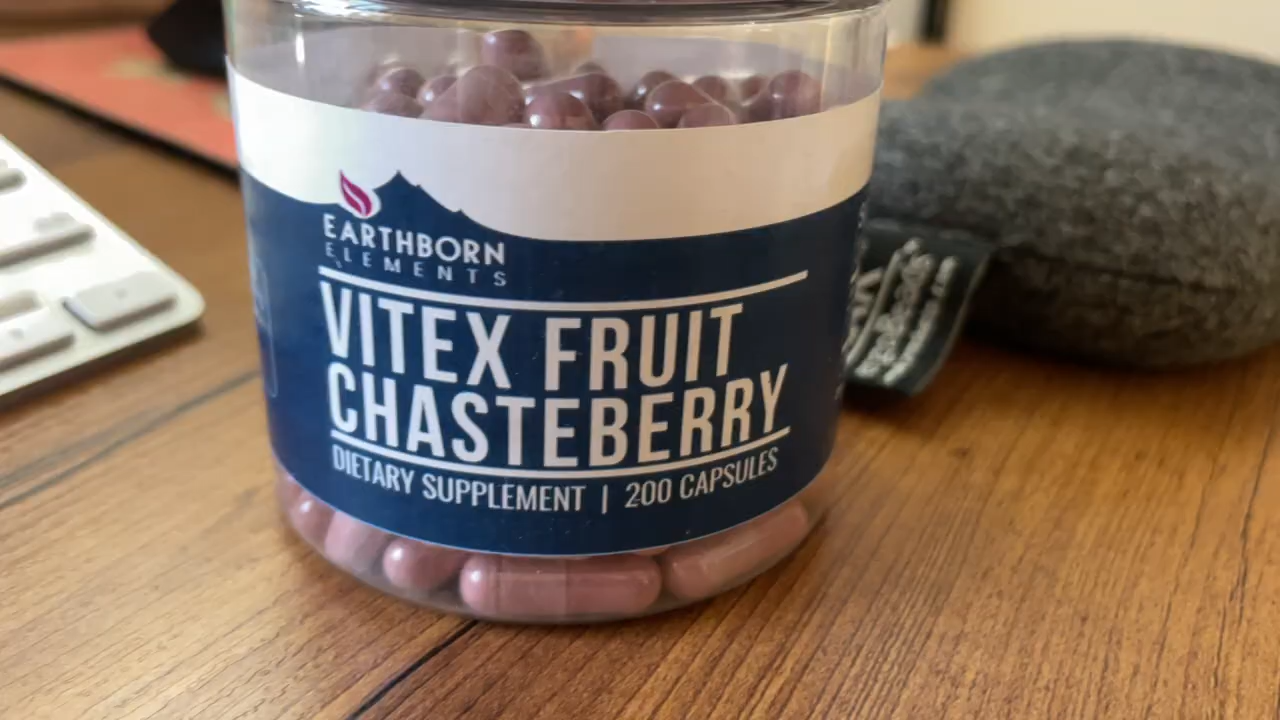 EARTHBORN
ELEMENTS
VITEX FRUIT
CHASTEBERRY
DIETARY SUPPLEMENT | 200 CAPSULES